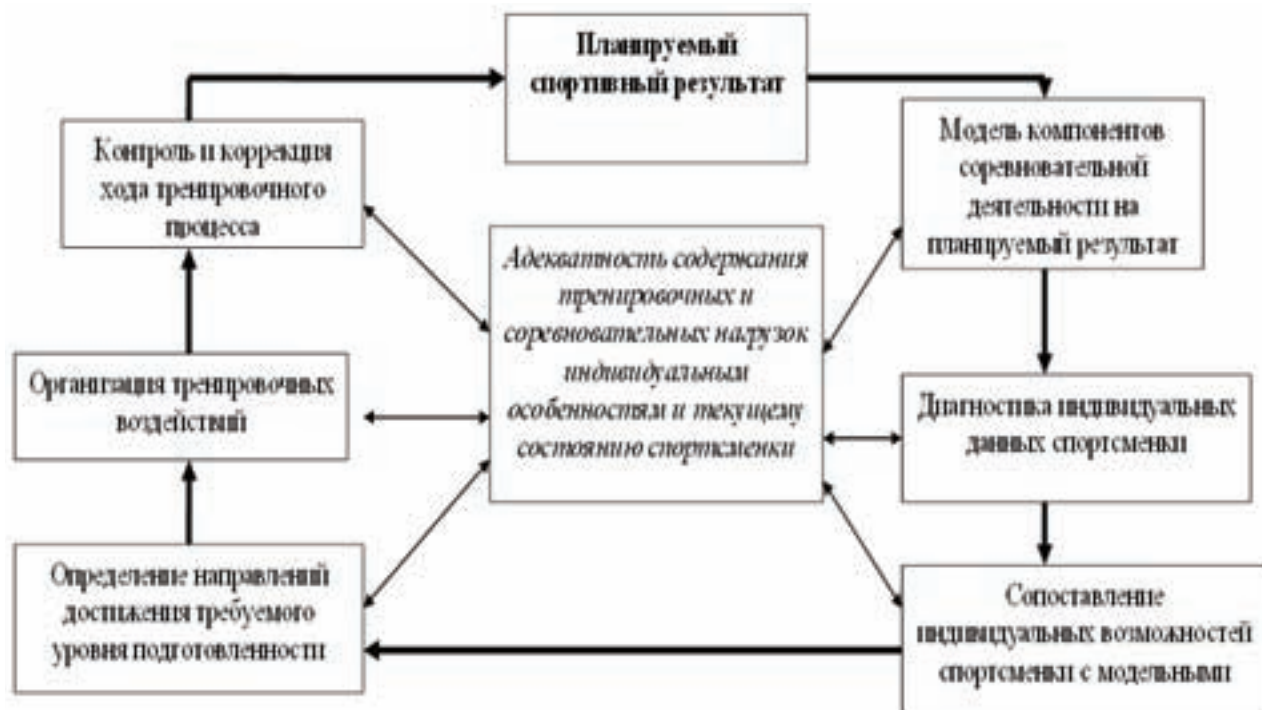 Планируемый
спортивный результат
Контроль и коррекция
хода тренировочного
процесса
Модель компонентов
соревновательной
деятельности на
планируемый результат
Адекватность содержания
тренировочных и
соревновательных нагрузок
индивидуальным
особенностям и текущему
состоянию спортсменки
Организация тренировочных
воздействий
Диагностика индивидуальных
данных спортсменки
Определение направлений
достижения требуемого
уровня подготовленности
Сопоставление
индивидуальных возможностей
спортсменки с модельными